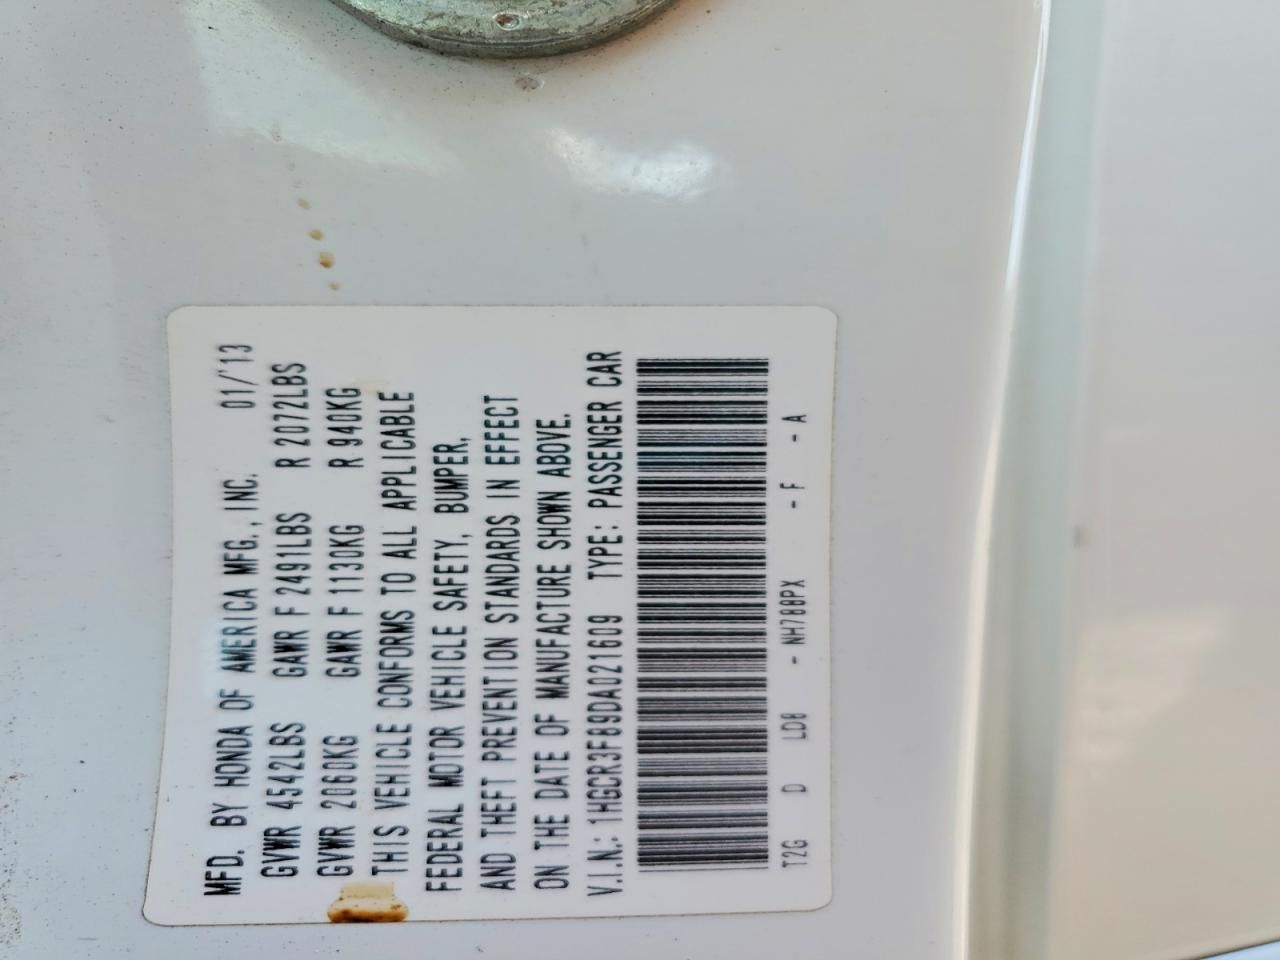 MFD. BY HONDA OF AMERICA MFG., INC. 01/'13
GVWR 4542LBS GAWR F 2491LBS R 2072LBS
GVWR 2060KG GAWR F 1130KG R 940KG
THIS VEHICLE CONFORMS TO ALL APPLICABLE
FEDERAL MOTOR VEHICLE SAFETY, BUMPER,
AND THEFT PREVENTION STANDARDS IN EFFECT
ON THE DATE OF MANUFACTURE SHOWN ABOVE.
V.I.N.: 1HGCR3F89DA021609 TYPE: PASSENGER CAR
T2G D LD0 - NH788PX - F - A